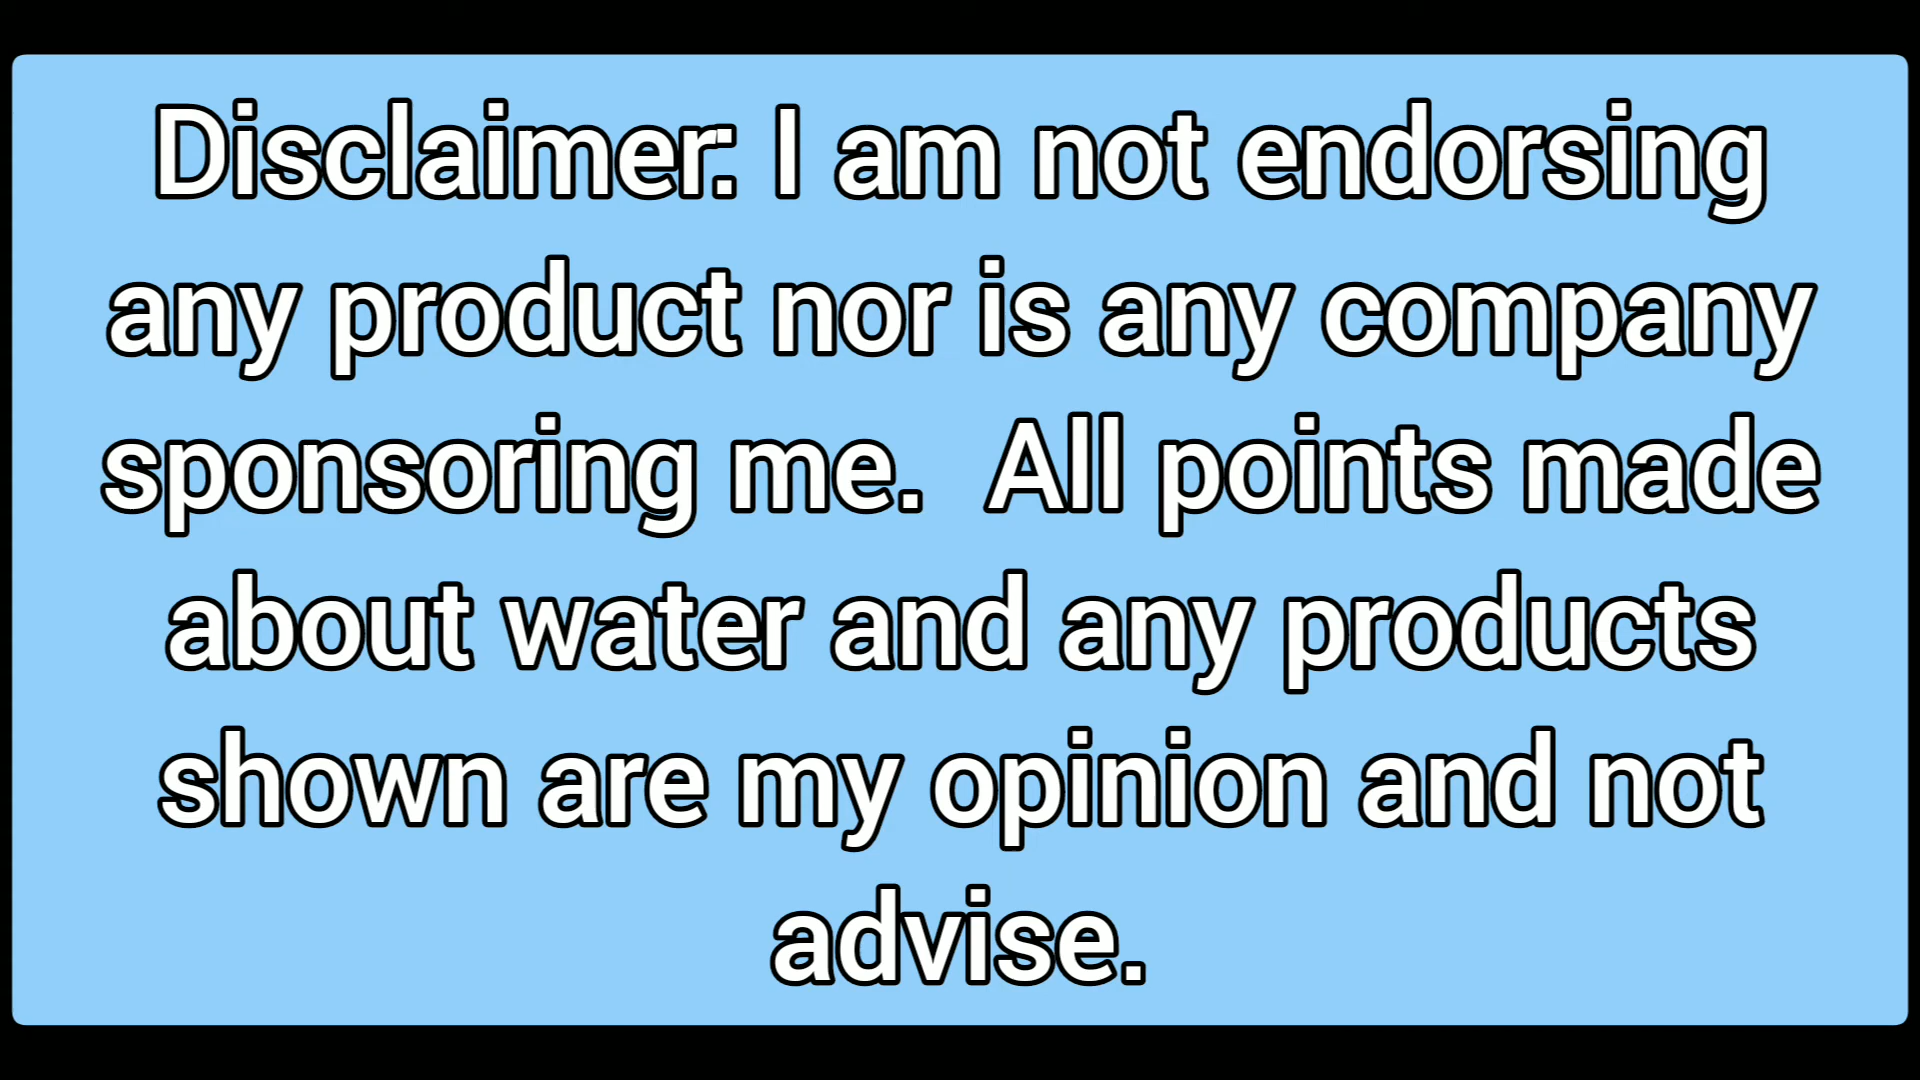 Disclaimer: I am not endorsing
any product nor is any company
sponsoring me.  All points made
about water and any products
shown are my opinion and not
advise.